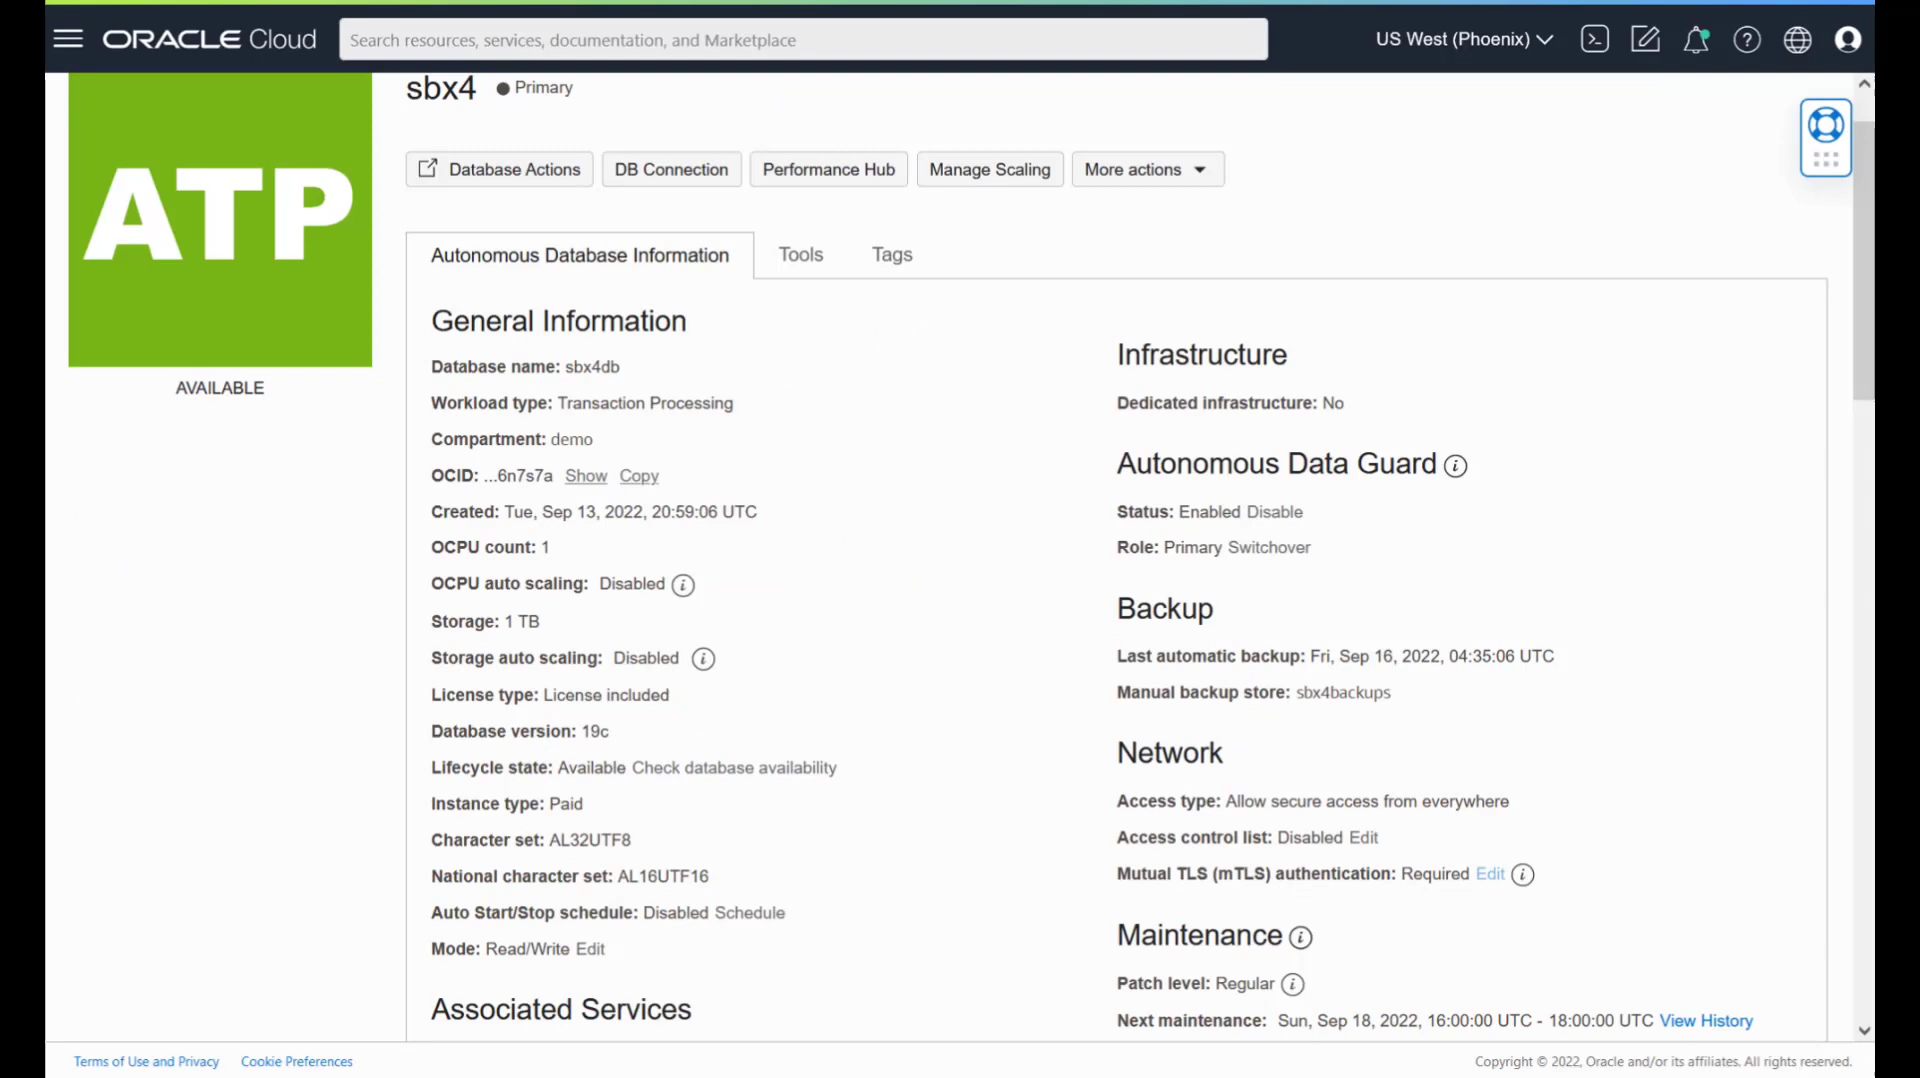 ORACLE Cloud
Search resources, services, documentation, and Marketplace
US West (Phoenix)
ATP
AVAILABLE
sbx4 Primary
Database Actions DB Connection Performance Hub Manage Scaling More actions
Autonomous Database Information Tools Tags
General Information
Database name: sbx4db
Workload type: Transaction Processing
Compartment: demo
OCID: ...6n7s7a Show Copy
Created: Tue, Sep 13, 2022, 20:59:06 UTC
OCPU count: 1
OCPU auto scaling: Disabled i
Storage: 1 TB
Storage auto scaling: Disabled i
License type: License included
Database version: 19c
Lifecycle state: Available Check database availability
Instance type: Paid
Character set: AL32UTF8
National character set: AL16UTF16
Auto Start/Stop schedule: Disabled Schedule
Mode: Read/Write Edit
Associated Services
Infrastructure
Dedicated infrastructure: No
Autonomous Data Guard i
Status: Enabled Disable
Role: Primary Switchover
Backup
Last automatic backup: Fri, Sep 16, 2022, 04:35:06 UTC
Manual backup store: sbx4backups
Network
Access type: Allow secure access from everywhere
Access control list: Disabled Edit
Mutual TLS (mTLS) authentication: Required Edit i
Maintenance i
Patch level: Regular i
Next maintenance: Sun, Sep 18, 2022, 16:00:00 UTC - 18:00:00 UTC View History
Terms of Use and Privacy Cookie Preferences
Copyright © 2022, Oracle and/or its affiliates. All rights reserved.